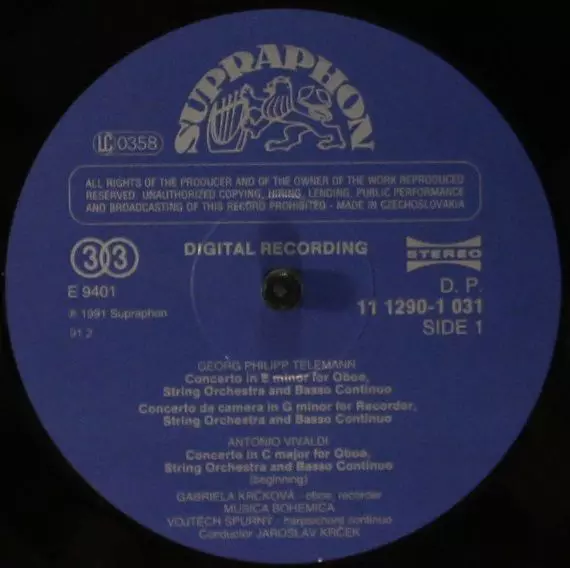 SUPRAPHON
LC 0358
ALL RIGHTS OF THE PRODUCER AND OF THE OWNER OF THE WORK REPRODUCED
RESERVED. UNAUTHORIZED COPYING, HIRING, LENDING, PUBLIC PERFORMANCE
AND BROADCASTING OF THIS RECORD PROHIBITED - MADE IN CZECHOSLOVAKIA
33
DIGITAL RECORDING
STEREO
E 9401
D. P.
℗ 1991 Supraphon
11 1290-1 031
91 2
SIDE 1
GEORG PHILIPP TELEMANN
Concerto in E minor for Oboe,
String Orchestra and Basso Continuo
Concerto da camera in G minor for Recorder,
String Orchestra and Basso Continuo
ANTONIO VIVALDI
Concerto in C major for Oboe,
String Orchestra and Basso Continuo
(beginning)
GABRIELA KRČKOVÁ - oboe, recorder
MUSICA BOHEMICA
VOJTĚCH SPURNÝ - harpsichord continuo
Conductor JAROSLAV KRČEK